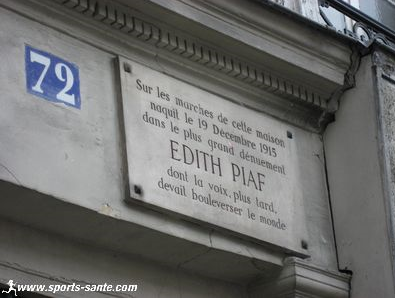 72
Sur les marches de cette maison
naquit le 19 Décembre 1915
dans le plus grand dénuement
EDITH PIAF
dont la voix, plus tard,
devait bouleverser le monde
www.sports-sante.com